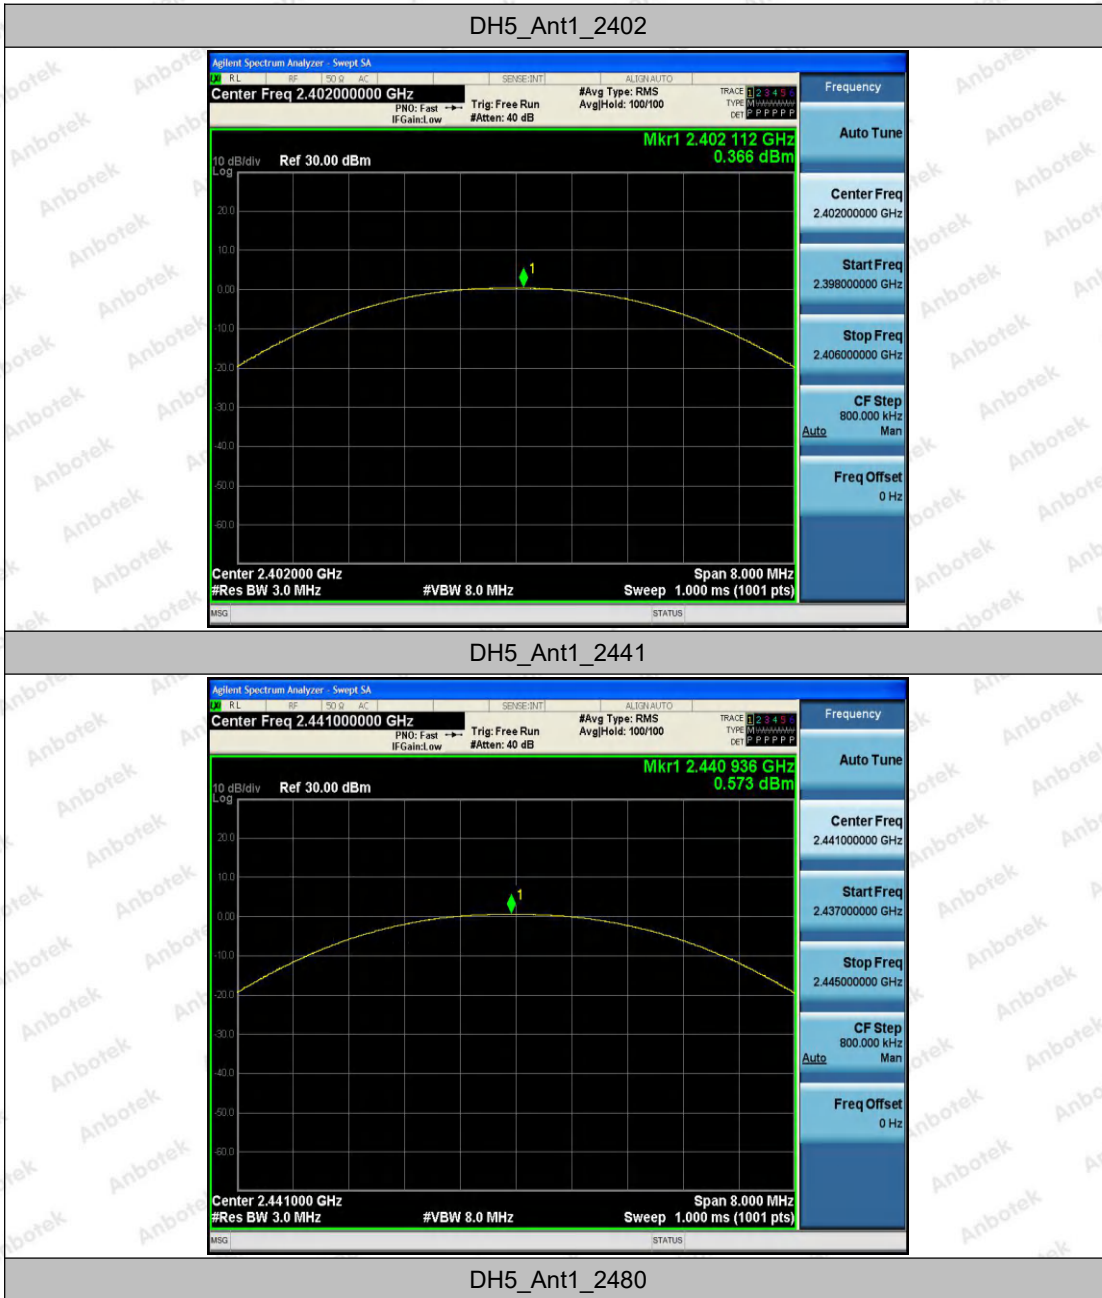 DH5_Ant1_2402
Agilent Spectrum Analyzer - Swept SA
RL RF 50 Ω AC SENSE:INT ALIGN AUTO
Center Freq 2.402000000 GHz
PNO: Fast
IFGain:Low
Trig: Free Run
#Atten: 40 dB
#Avg Type: RMS
Avg|Hold: 100/100
TRACE 1 2 3 4 5 6
TYPE M
DET P P P P P P
Mkr1 2.402 112 GHz
0.366 dBm
10 dB/div Ref 30.00 dBm
Log
20.0
10.0
0.00
-10.0
-20.0
-30.0
-40.0
-50.0
-60.0
1
Center 2.402000 GHz Span 8.000 MHz
#Res BW 3.0 MHz #VBW 8.0 MHz Sweep 1.000 ms (1001 pts)
MSG STATUS
Frequency
Auto Tune
Center Freq
2.402000000 GHz
Start Freq
2.398000000 GHz
Stop Freq
2.406000000 GHz
CF Step
800.000 kHz
Auto Man
Freq Offset
0 Hz
DH5_Ant1_2441
Agilent Spectrum Analyzer - Swept SA
RL RF 50 Ω AC SENSE:INT ALIGN AUTO
Center Freq 2.441000000 GHz
PNO: Fast
IFGain:Low
Trig: Free Run
#Atten: 40 dB
#Avg Type: RMS
Avg|Hold: 100/100
TRACE 1 2 3 4 5 6
TYPE M
DET P P P P P P
Mkr1 2.440 936 GHz
0.573 dBm
10 dB/div Ref 30.00 dBm
Log
20.0
10.0
0.00
-10.0
-20.0
-30.0
-40.0
-50.0
-60.0
1
Center 2.441000 GHz Span 8.000 MHz
#Res BW 3.0 MHz #VBW 8.0 MHz Sweep 1.000 ms (1001 pts)
MSG STATUS
Frequency
Auto Tune
Center Freq
2.441000000 GHz
Start Freq
2.437000000 GHz
Stop Freq
2.445000000 GHz
CF Step
800.000 kHz
Auto Man
Freq Offset
0 Hz
DH5_Ant1_2480
Anbotek